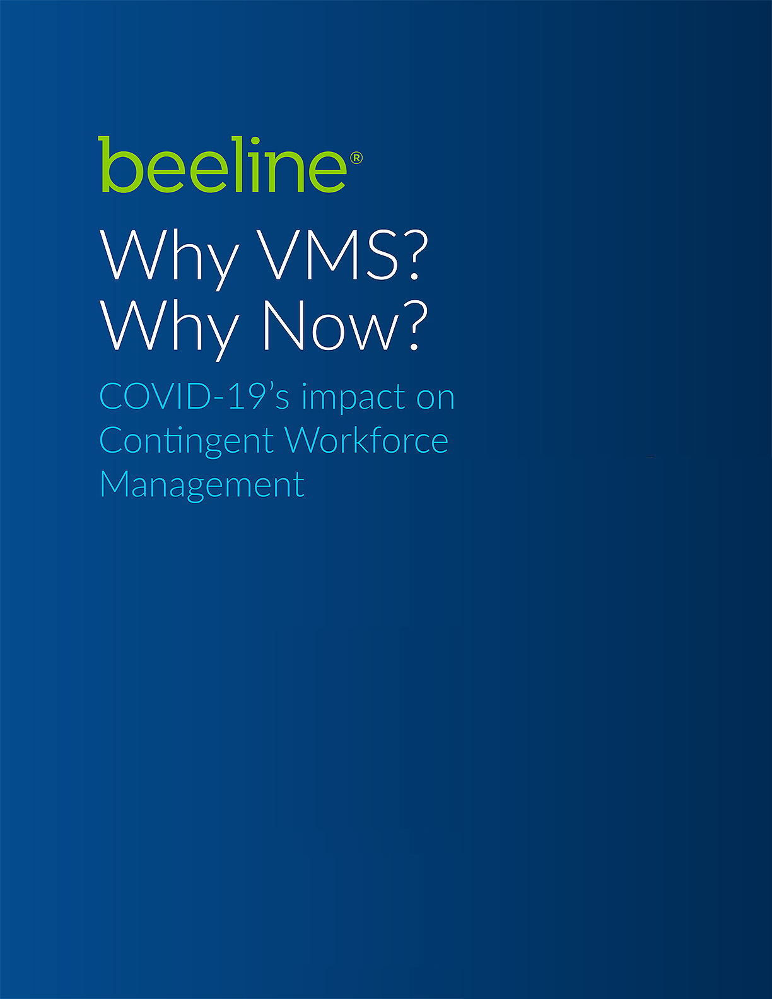 beeline®
Why VMS?
Why Now?
COVID-19’s impact on
Contingent Workforce
Management